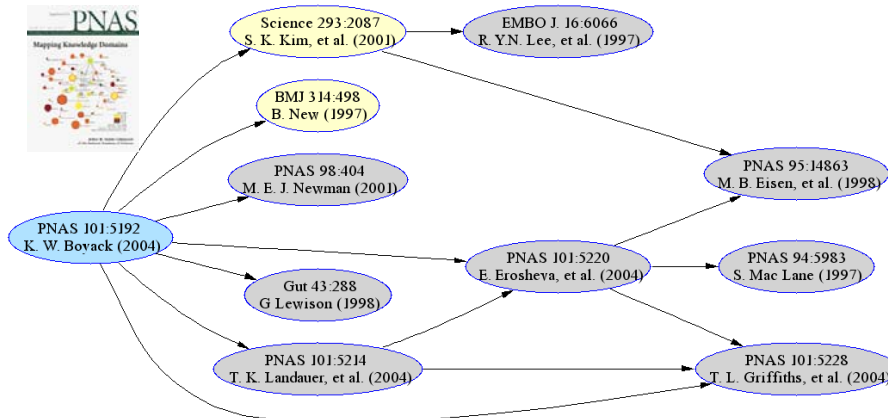 PNAS
Mapping Knowledge Domains
Science 293:2087
S. K. Kim, et al. (2001)
EMBO J. 16:6066
R. Y.N. Lee, et al. (1997)
BMJ 314:498
B. New (1997)
PNAS 98:404
M. E. J. Newman (2001)
PNAS 95:14863
M. B. Eisen, et al. (1998)
PNAS 101:5192
K. W. Boyack (2004)
PNAS 101:5220
E. Erosheva, et al. (2004)
PNAS 94:5983
S. Mac Lane (1997)
Gut 43:288
G Lewison (1998)
PNAS 101:5214
T. K. Landauer, et al. (2004)
PNAS 101:5228
T. L. Griffiths, et al. (2004)